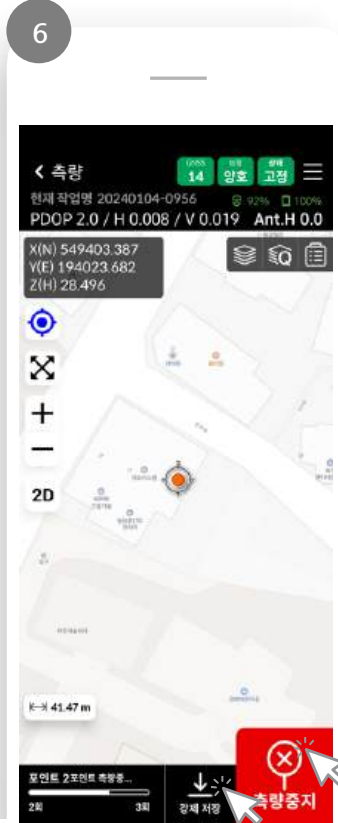 6
측량
GNSS
14
양호
상태
고정
현재 작업명 20240104-0956
92%
100%
PDOP 2.0 / H 0.008 / V 0.019 Ant.H 0.0
X(N) 549403.387
Y(E) 194023.682
Z(H) 28.496
2D
2
41.47 m
포인트 2포인트 측량중...
2회 3회
강제 저장
측량중지